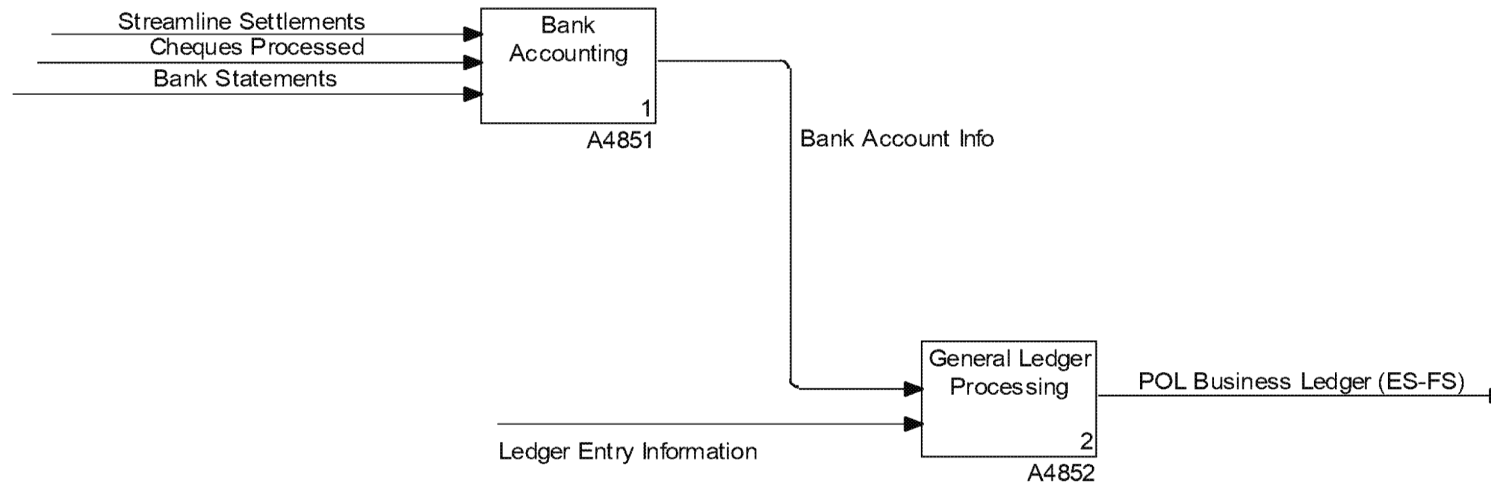 Streamline Settlements
Cheques Processed
Bank Statements
Bank
Accounting
1
A4851
Bank Account Info
General Ledger
Processing
2
A4852
Ledger Entry Information
POL Business Ledger (ES-FS)